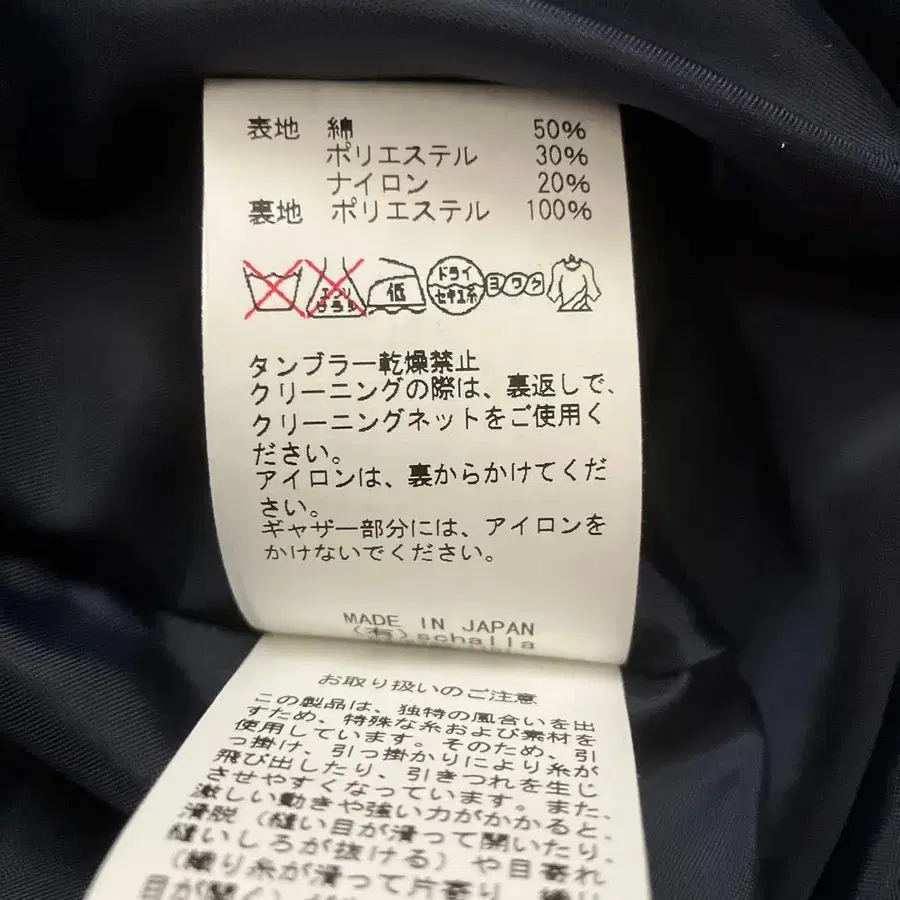 表地 綿 50%
ポリエステル 30%
ナイロン 20%
裏地 ポリエステル 100%
エンソ
サラシ
低
ドライ
セキユ系
ヨワク
タンブラー乾燥禁止
クリーニングの際は、裏返しで、
クリーニングネットをご使用く
ださい。
アイロンは、裏からかけてくだ
さい。
ギャザー部分には、アイロンを
かけないでください。
MADE IN JAPAN
(有)schalla
お取り扱いのご注意
この製品は、独特の風合いを出
すため、特殊な糸および素材を
使用しています。そのため、引
っ掛け、引っ掛かりにより糸が
飛び出したり、引きつれを生じ
させやすくなっています。また、
激しい動きや強い力がかかると、
滑脱(縫い目が滑って開いたり、
縫いしろが抜ける)や目寄れ
(織り糸が滑って片寄り、織り
目が開く)